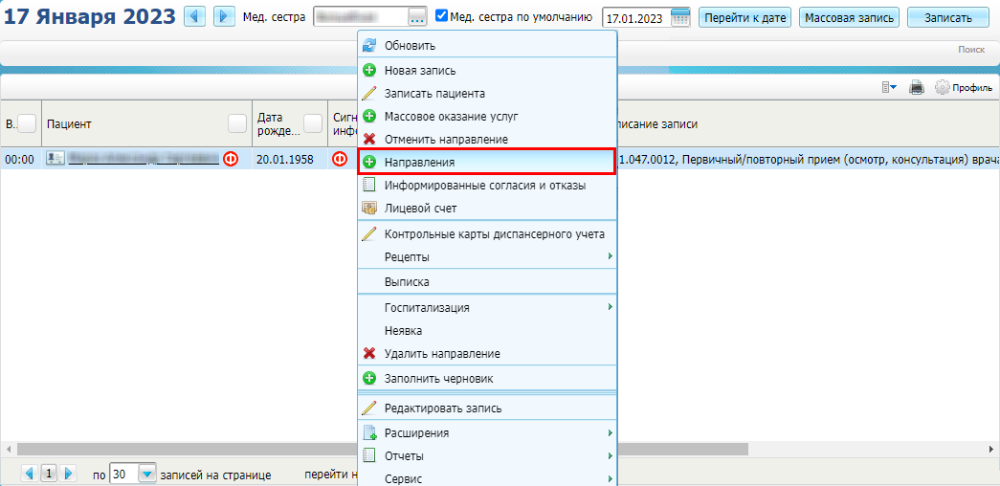 17 Января 2023 Мед. сестра ... Мед. сестра по умолчанию 17.01.2023 Перейти к дате Массовая запись Записать
Поиск
Профиль
В.. Пациент Дата рожде... Сигн инфо писание записи
00:00 20.01.1958 1.047.0012, Первичный/повторный прием (осмотр, консультация) врача
Обновить
Новая запись
Записать пациента
Массовое оказание услуг
Отменить направление
Направления
Информированные согласия и отказы
Лицевой счет
Контрольные карты диспансерного учета
Рецепты
Выписка
Госпитализация
Неявка
Удалить направление
Заполнить черновик
Редактировать запись
Расширения
Отчеты
Сервис
1 по 30 записей на странице перейти н